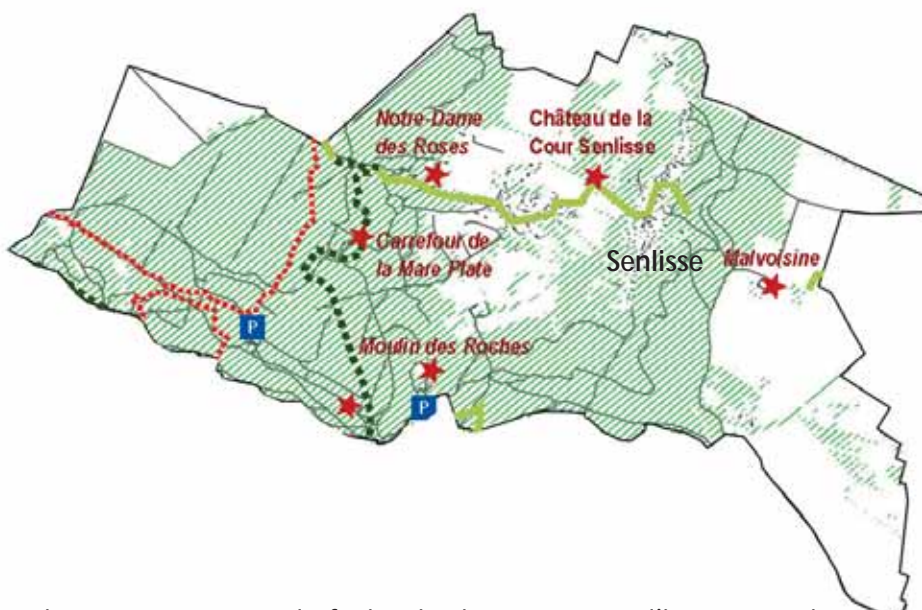 Notre-Dame
des Roses
Château de la
Cour Senlisse
Carrefour de
la Mare Plate
Senlisse
Malvoisine
P
Moulin des Roches
P